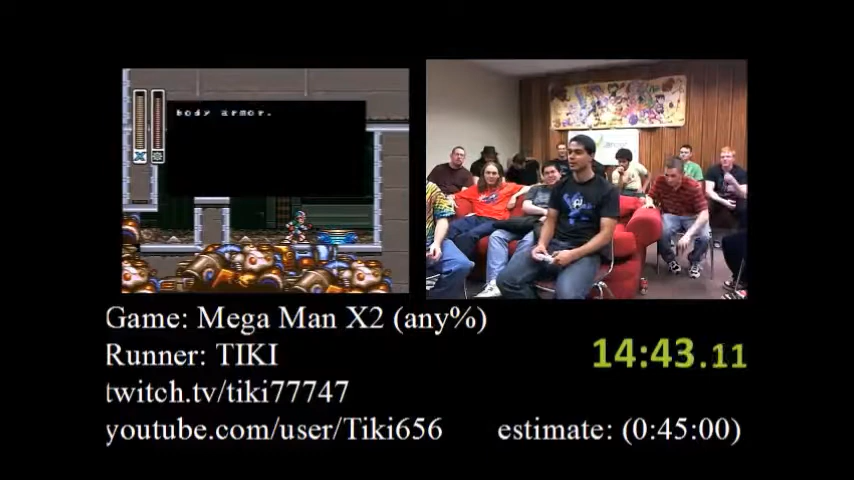 body armor.
Game: Mega Man X2 (any%)
Runner: TIKI
14:43.11
twitch.tv/tiki77747
youtube.com/user/Tiki656
estimate: (0:45:00)